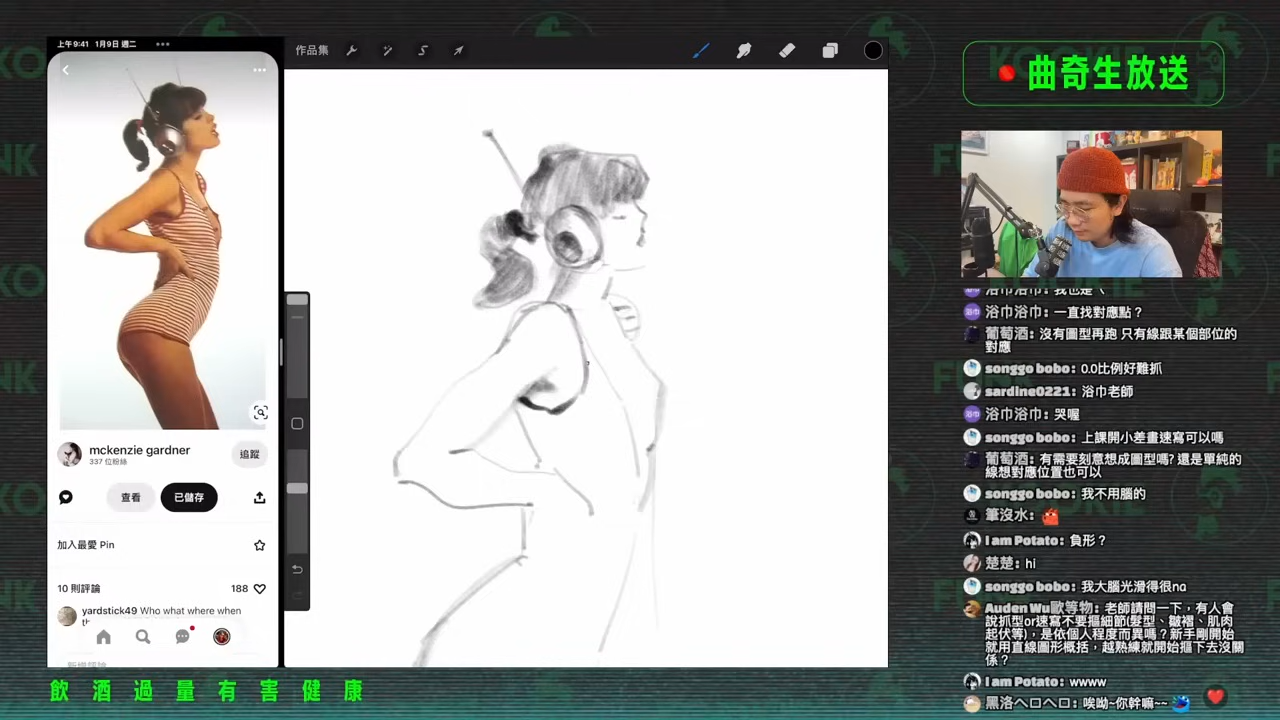 上午9:41 1月9日 週二
作品集
mckenzie gardner
337 位粉絲
追蹤
查看
已儲存
加入最愛 Pin
10 則評論
188
yardstick49 Who what where when
曲奇生放送
浴巾浴巾: 一直找對應點？
葡萄酒: 沒有圖型再跑 只有線跟某個部位的
對應
songgo bobo: 0.0比例好難抓
sardine0221: 浴巾老師
浴巾浴巾: 哭喔
songgo bobo: 上課開小差畫速寫可以嗎
葡萄酒: 有需要刻意想成圖型嗎? 還是單純的
線想對應位置也可以
songgo bobo: 我不用腦的
筆沒水:
I am Potato: 負形？
楚楚: hi
songgo bobo: 我大腦光滑得很na
Auden Wu歐等物: 老師請問一下，有人會
說抓型or速寫不要摳細節(髮型、皺褶、肌肉
起伏等)，是依個人程度而異嗎？新手剛開始
就用直線圖形概括，越熟練就開始摳下去沒關
係？
I am Potato: wwww
黑洛へロヘロ: 唉呦~你幹嘛~~
飲酒過量有害健康